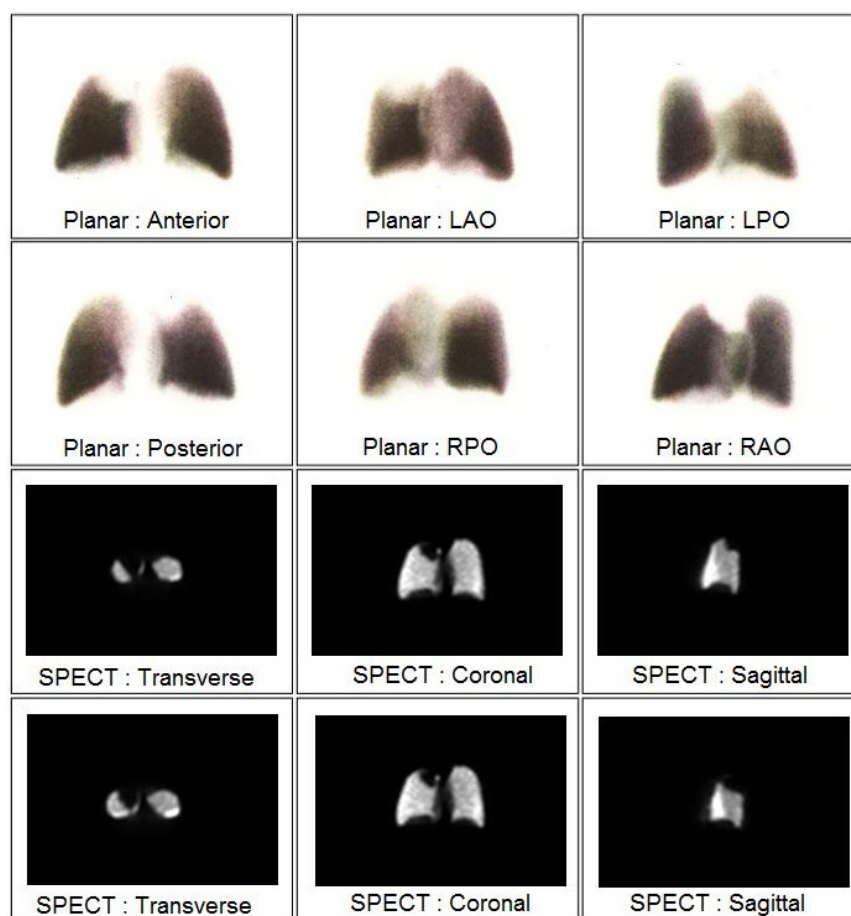 Planar : Anterior
Planar : LAO
Planar : LPO
Planar : Posterior
Planar : RPO
Planar : RAO
SPECT : Transverse
SPECT : Coronal
SPECT : Sagittal
SPECT : Transverse
SPECT : Coronal
SPECT : Sagittal